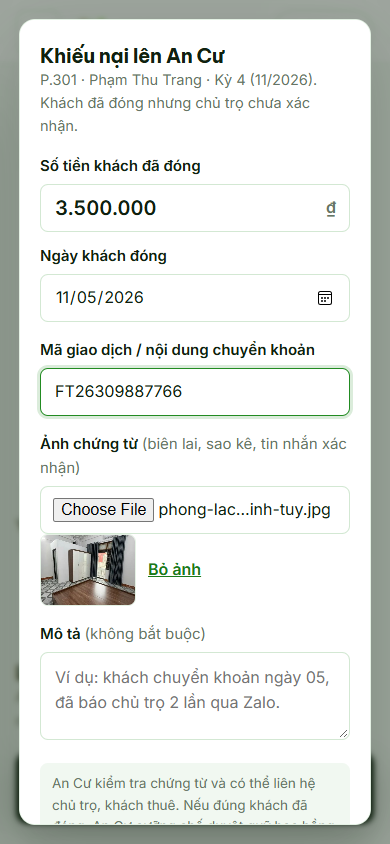 Khiếu nại lên An Cư
P.301 · Phạm Thu Trang · Kỳ 4 (11/2026).
Khách đã đóng nhưng chủ trọ chưa xác
nhận.
Số tiền khách đã đóng
3.500.000 ₫
Ngày khách đóng
11/05/2026
Mã giao dịch / nội dung chuyển khoản
FT26309887766
Ảnh chứng từ (biên lai, sao kê, tin nhắn xác
nhận)
Choose File phong-lac...inh-tuy.jpg
Bỏ ảnh
Mô tả (không bắt buộc)
Ví dụ: khách chuyển khoản ngày 05,
đã báo chủ trọ 2 lần qua Zalo.
An Cư kiểm tra chứng từ và có thể liên hệ
chủ trọ, khách thuê. Nếu đúng khách đã